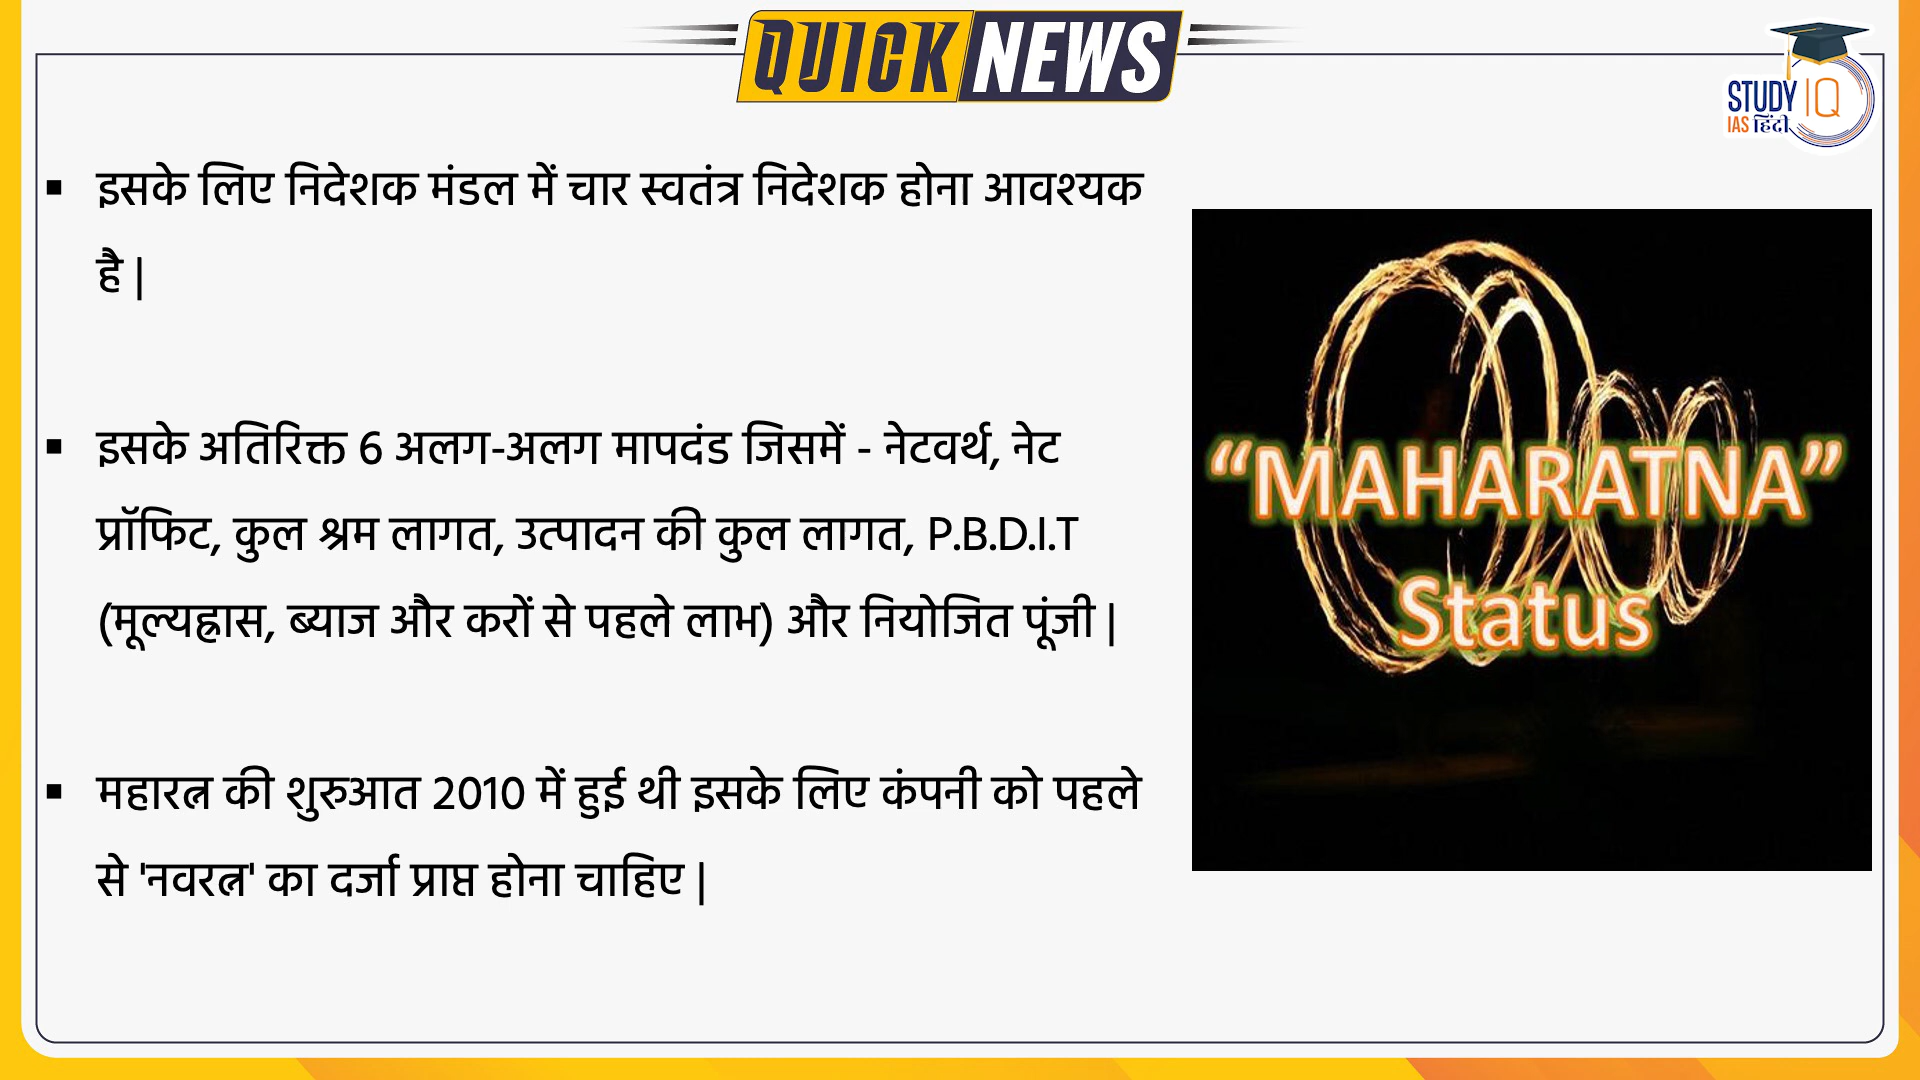 QUICK NEWS
STUDY IQ
IAS हिंदी
▪ इसके लिए निदेशक मंडल में चार स्वतंत्र निदेशक होना आवश्यक
है |
▪ इसके अतिरिक्त 6 अलग-अलग मापदंड जिसमें - नेटवर्थ, नेट
प्रॉफिट, कुल श्रम लागत, उत्पादन की कुल लागत, P.B.D.I.T
(मूल्यह्रास, ब्याज और करों से पहले लाभ) और नियोजित पूंजी |
▪ महारत्न की शुरुआत 2010 में हुई थी इसके लिए कंपनी को पहले
से 'नवरत्न' का दर्जा प्राप्त होना चाहिए |
“MAHARATNA”
Status